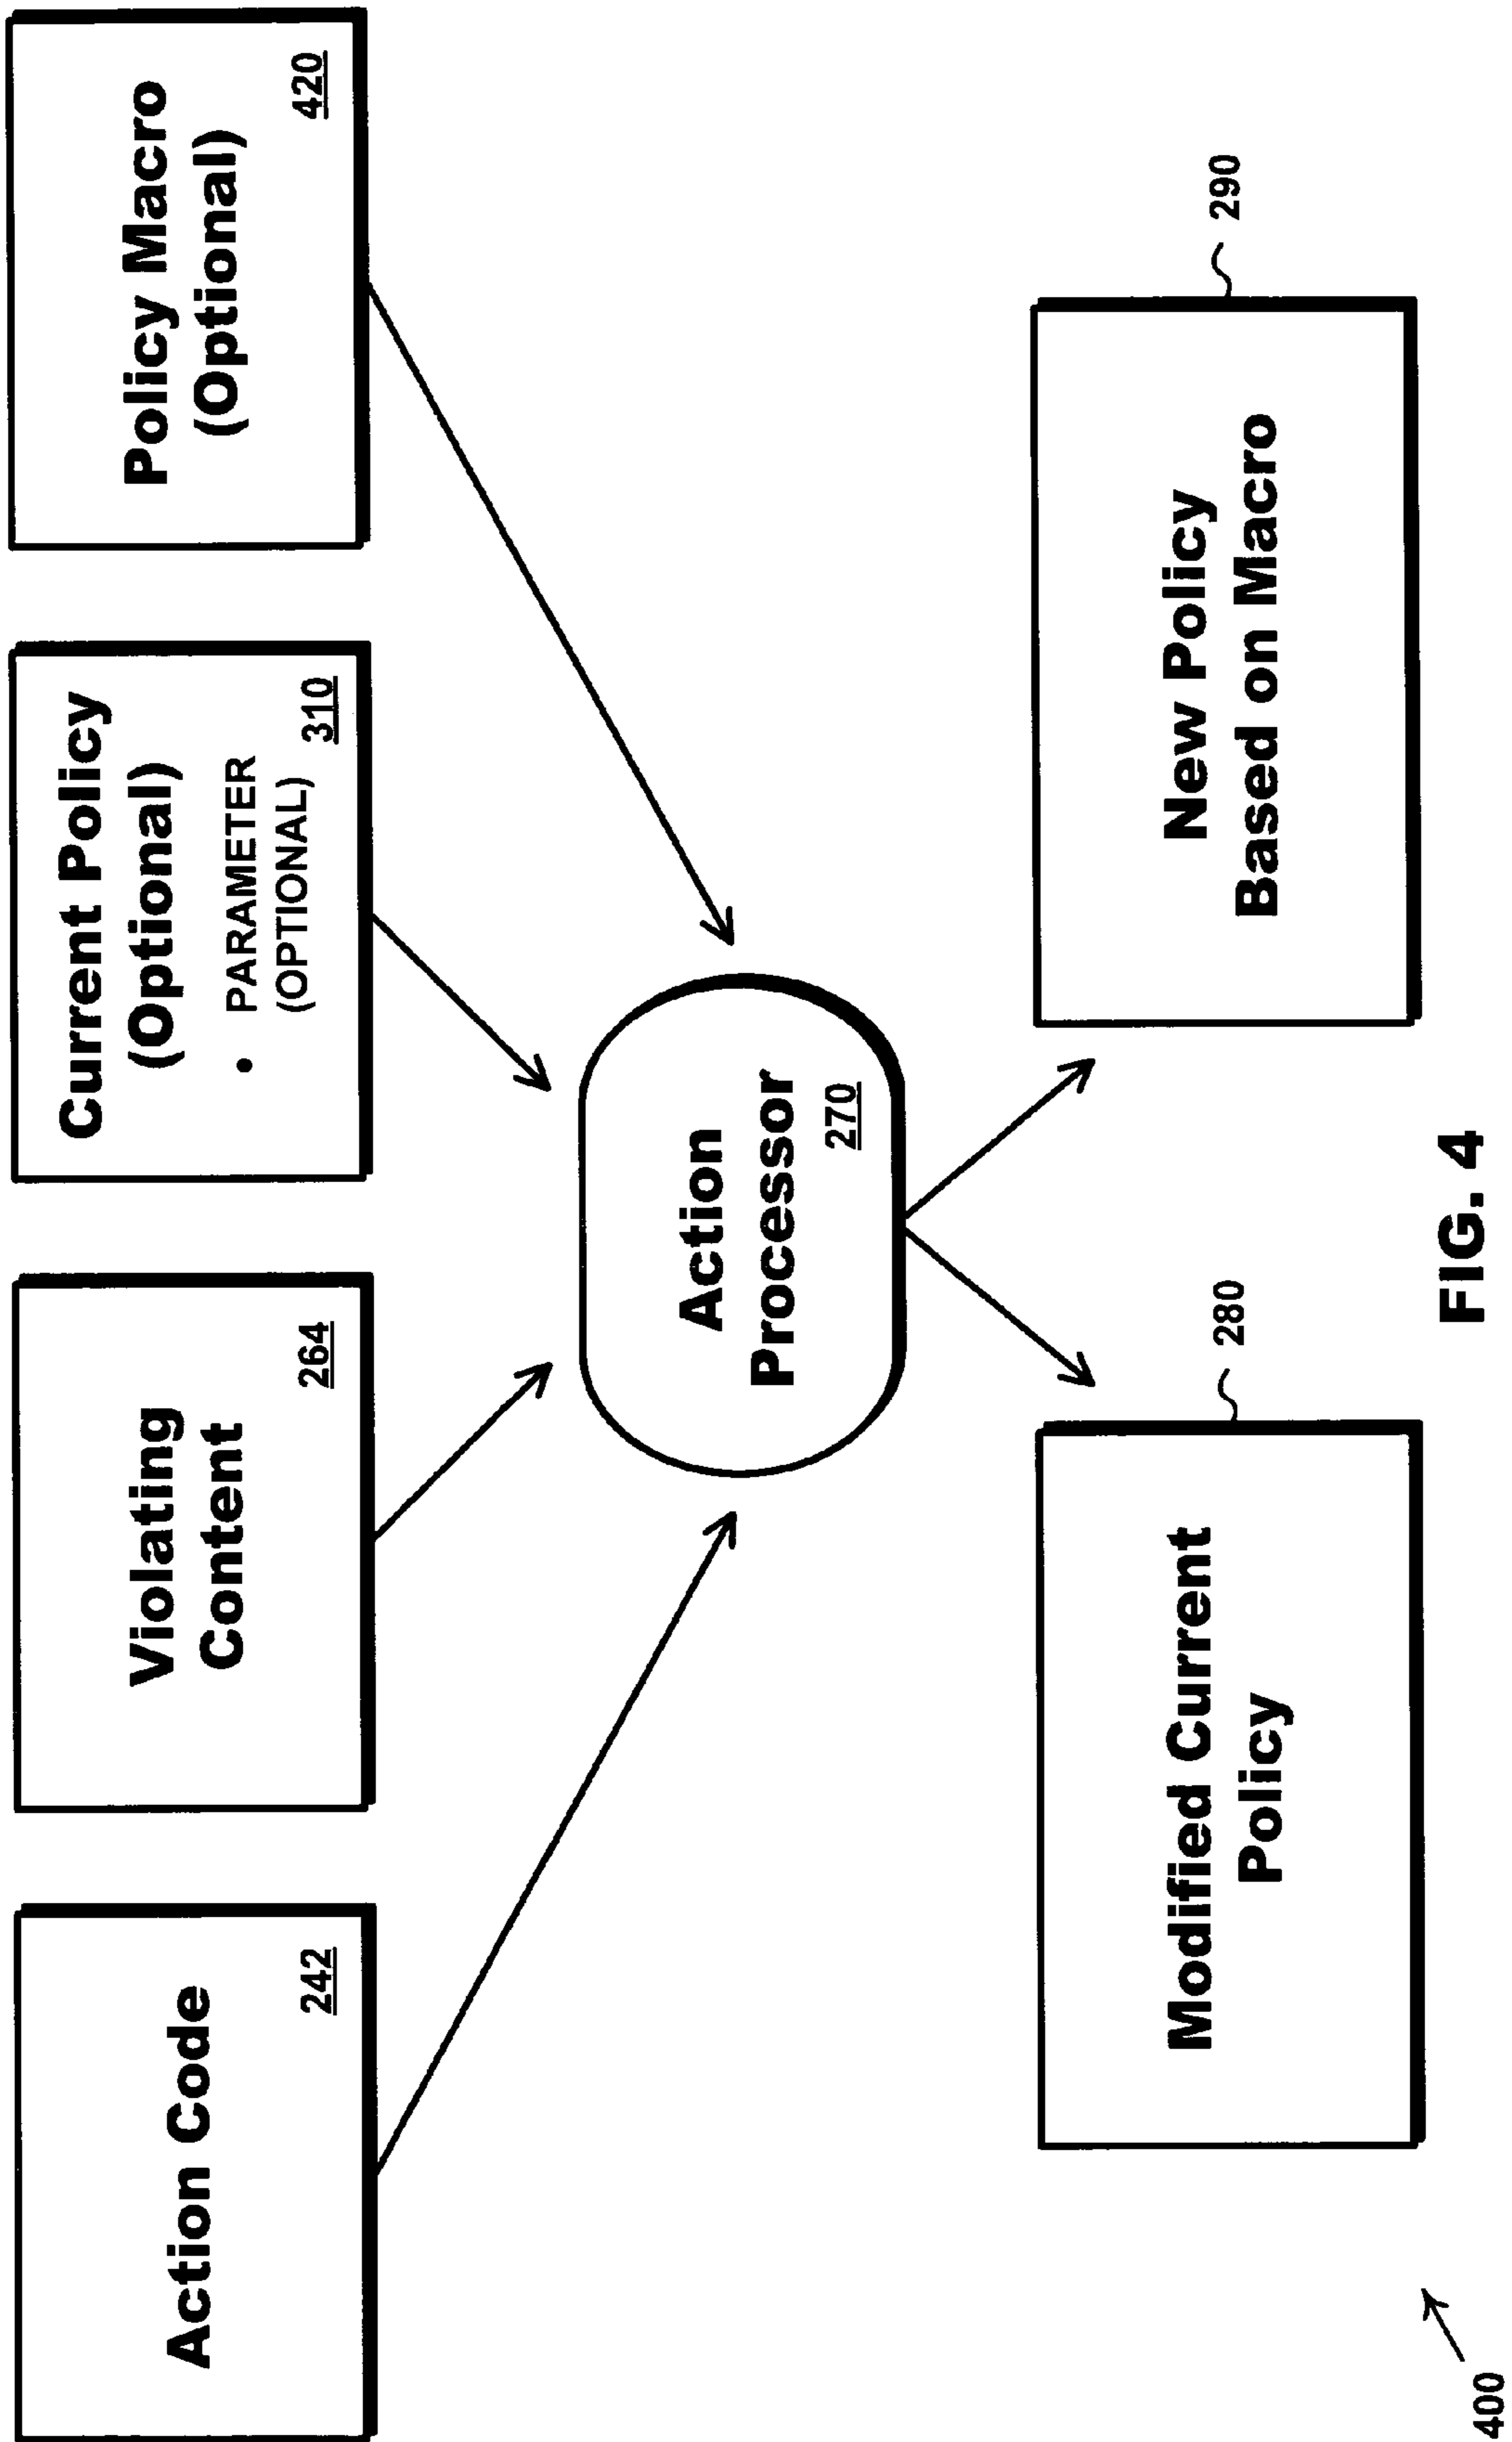 Action Code
242
Violating
Content
264
Current Policy
(Optional)
• PARAMETER
(OPTIONAL)
310
Policy Macro
(Optional)
420
Action
Processor
270
Modified Current
Policy
280
New Policy
Based on Macro
290
400
FIG. 4